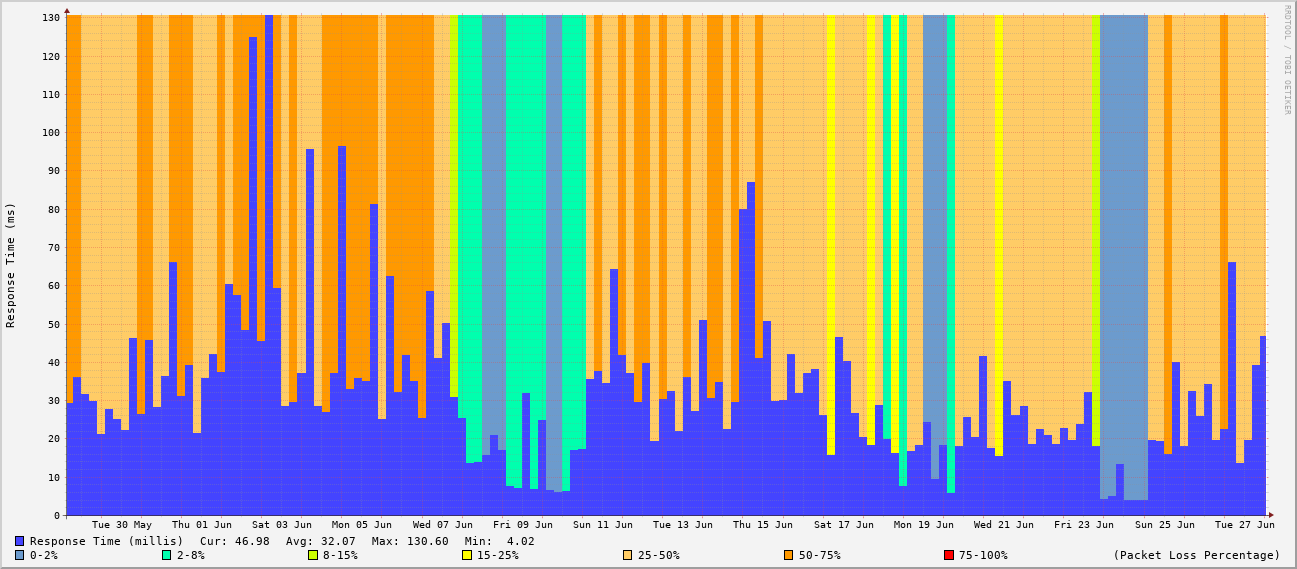 130
120
110
100
90
80
70
60
50
40
30
20
10
0
Response Time (ms)
RRDTOOL / TOBI OETIKER
Tue 30 May Thu 01 Jun Sat 03 Jun Mon 05 Jun Wed 07 Jun Fri 09 Jun Sun 11 Jun Tue 13 Jun Thu 15 Jun Sat 17 Jun Mon 19 Jun Wed 21 Jun Fri 23 Jun Sun 25 Jun Tue 27 Jun
Response Time (millis) Cur: 46.98 Avg: 32.07 Max: 130.60 Min: 4.02
0-2% 2-8% 8-15% 15-25% 25-50% 50-75% 75-100% (Packet Loss Percentage)